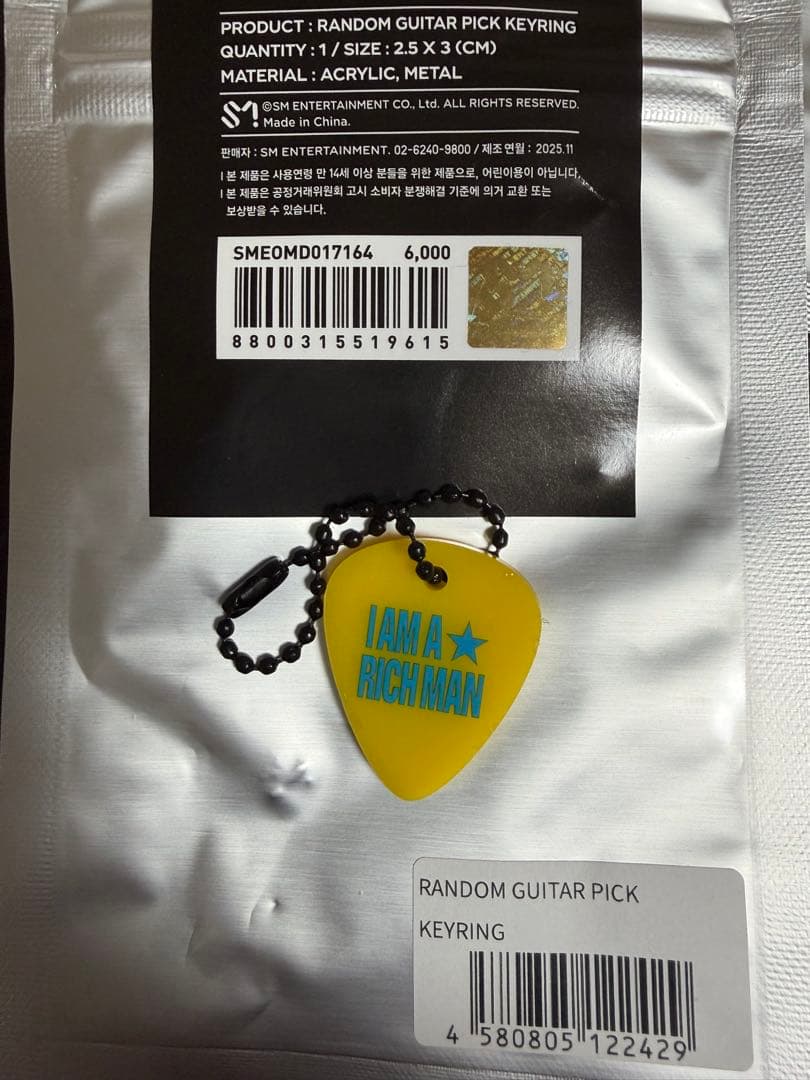 PRODUCT : RANDOM GUITAR PICK KEYRING
QUANTITY : 1 / SIZE : 2.5 X 3 (CM)
MATERIAL : ACRYLIC, METAL
SM! ©SM ENTERTAINMENT CO., Ltd. ALL RIGHTS RESERVED.
Made in China.
판매자 : SM ENTERTAINMENT. 02-6240-9800 / 제조연월 : 2025.11
I 본 제품은 사용연령 만 14세 이상 분들을 위한 제품으로, 어린이용이 아닙니다.
I 본 제품은 공정거래위원회 고시 소비자 분쟁해결 기준에 의거 교환 또는
보상받을 수 있습니다.
SMEOMD017164 6,000
8800315519615
I AM A ★
RICH MAN
RANDOM GUITAR PICK
KEYRING
4 580805 122429